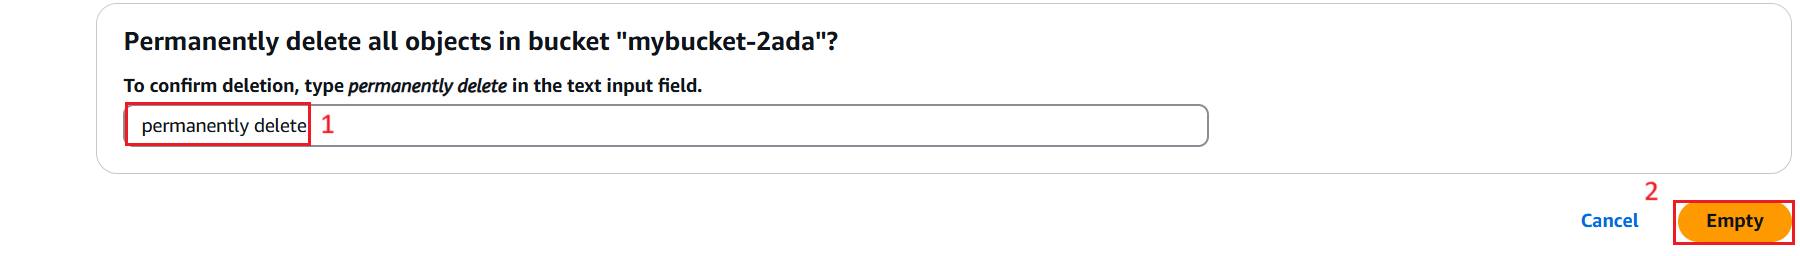 Permanently delete all objects in bucket "mybucket-2ada"?
To confirm deletion, type permanently delete in the text input field.
permanently delete 1
2
Cancel Empty